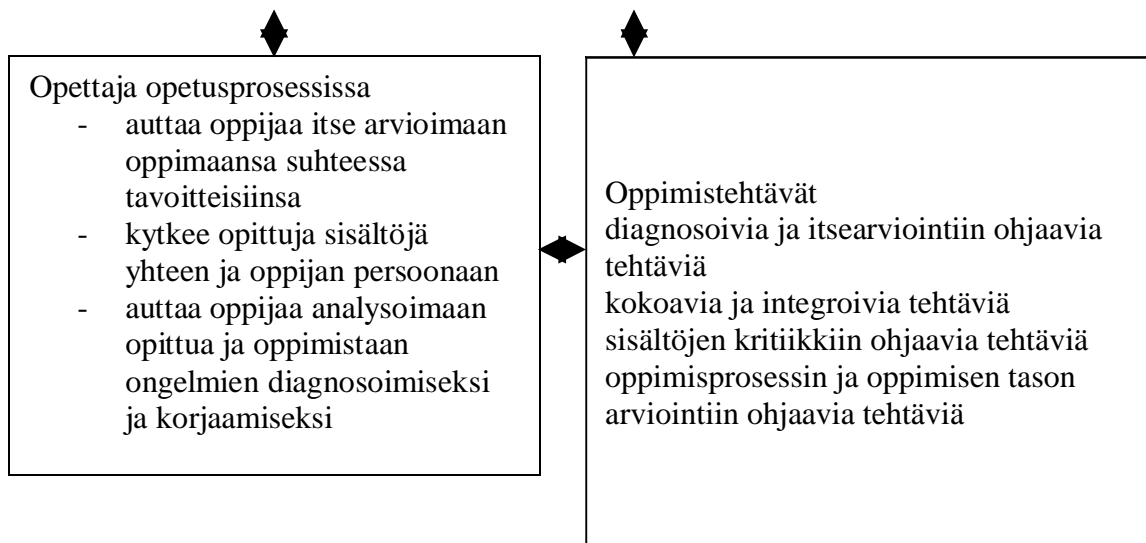 Opettaja opetusprosessissa
- auttaa oppijaa itse arvioimaan
oppimaansa suhteessa
tavoitteisiinsa
- kytkee opittuja sisältöjä
yhteen ja oppijan persoonaan
- auttaa oppijaa analysoimaan
opittua ja oppimistaan
ongelmien diagnosoimiseksi
ja korjaamiseksi
Oppimistehtävät
diagnosoivia ja itsearviointiin ohjaavia
tehtäviä
kokoavia ja integroivia tehtäviä
sisältöjen kritiikkiin ohjaavia tehtäviä
oppimisprosessin ja oppimisen tason
arviointiin ohjaavia tehtäviä